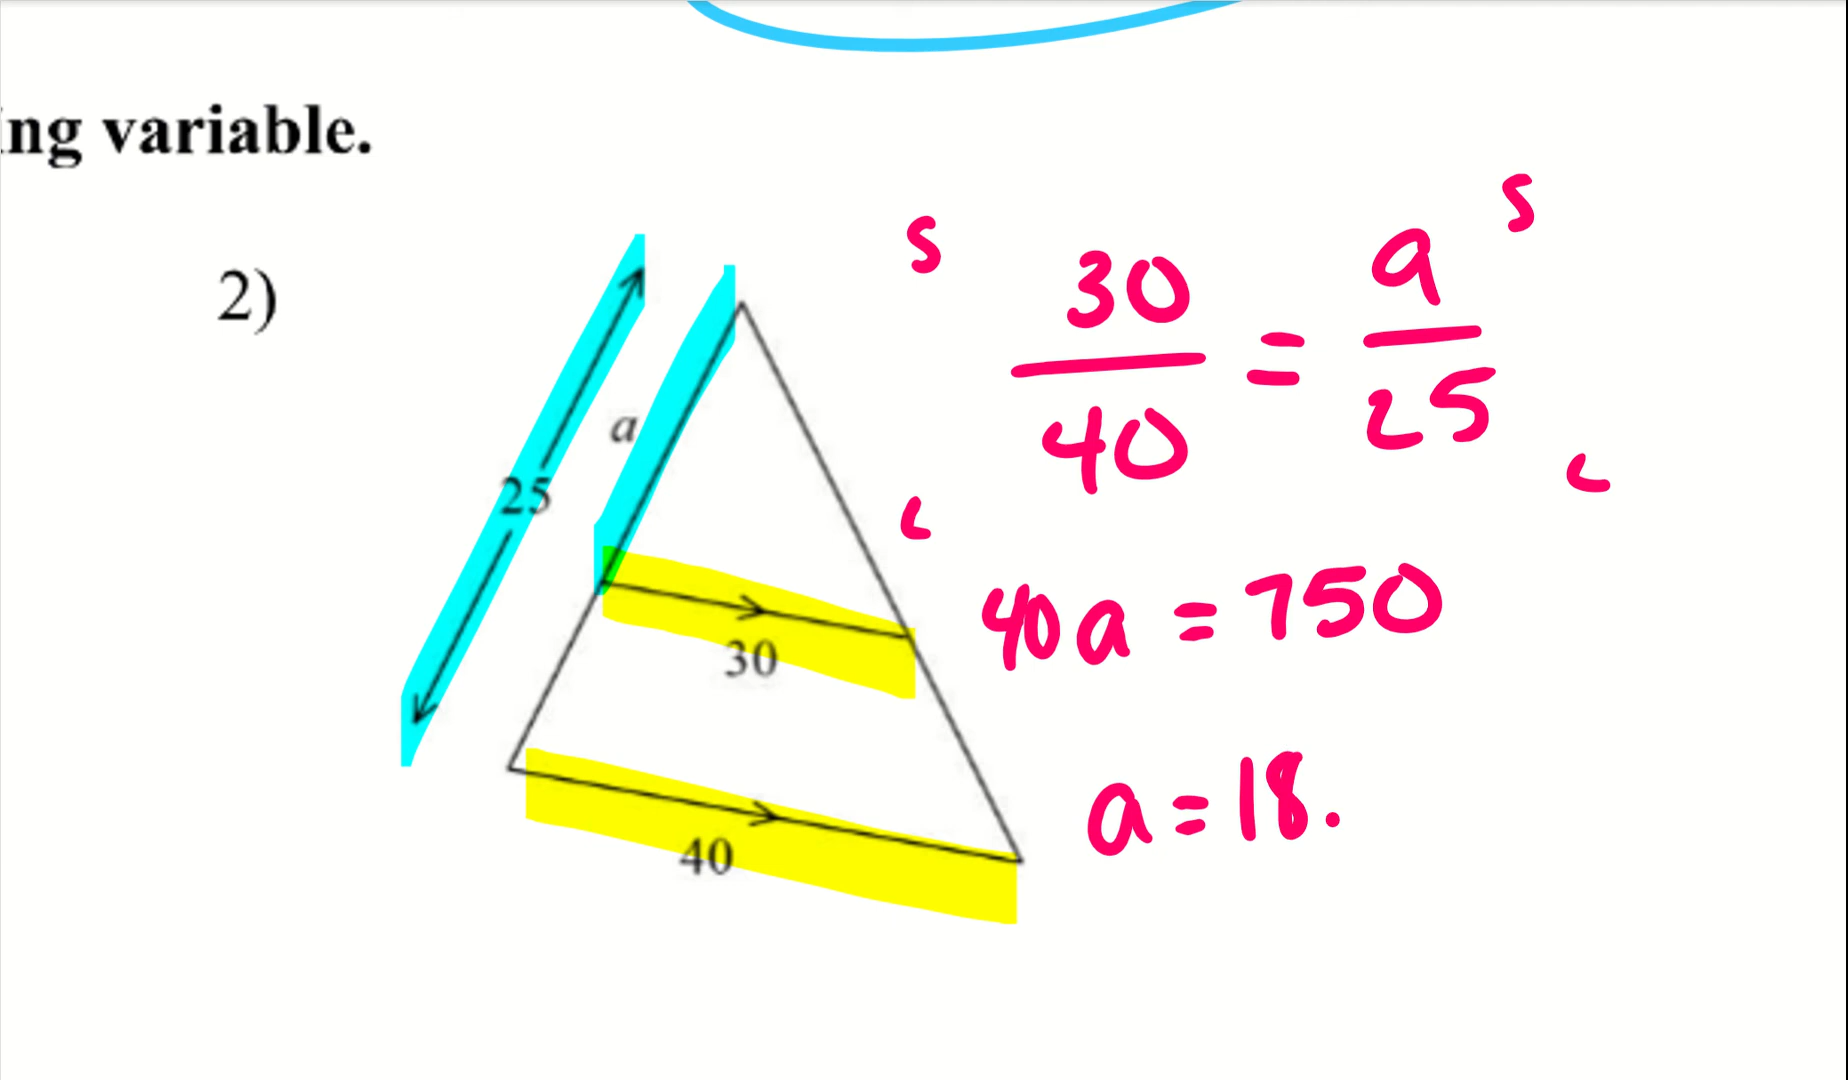 ng variable.
2)
a
25
30
40
S
30
40
=
a
25
S
L
L
40a = 750
a = 18.